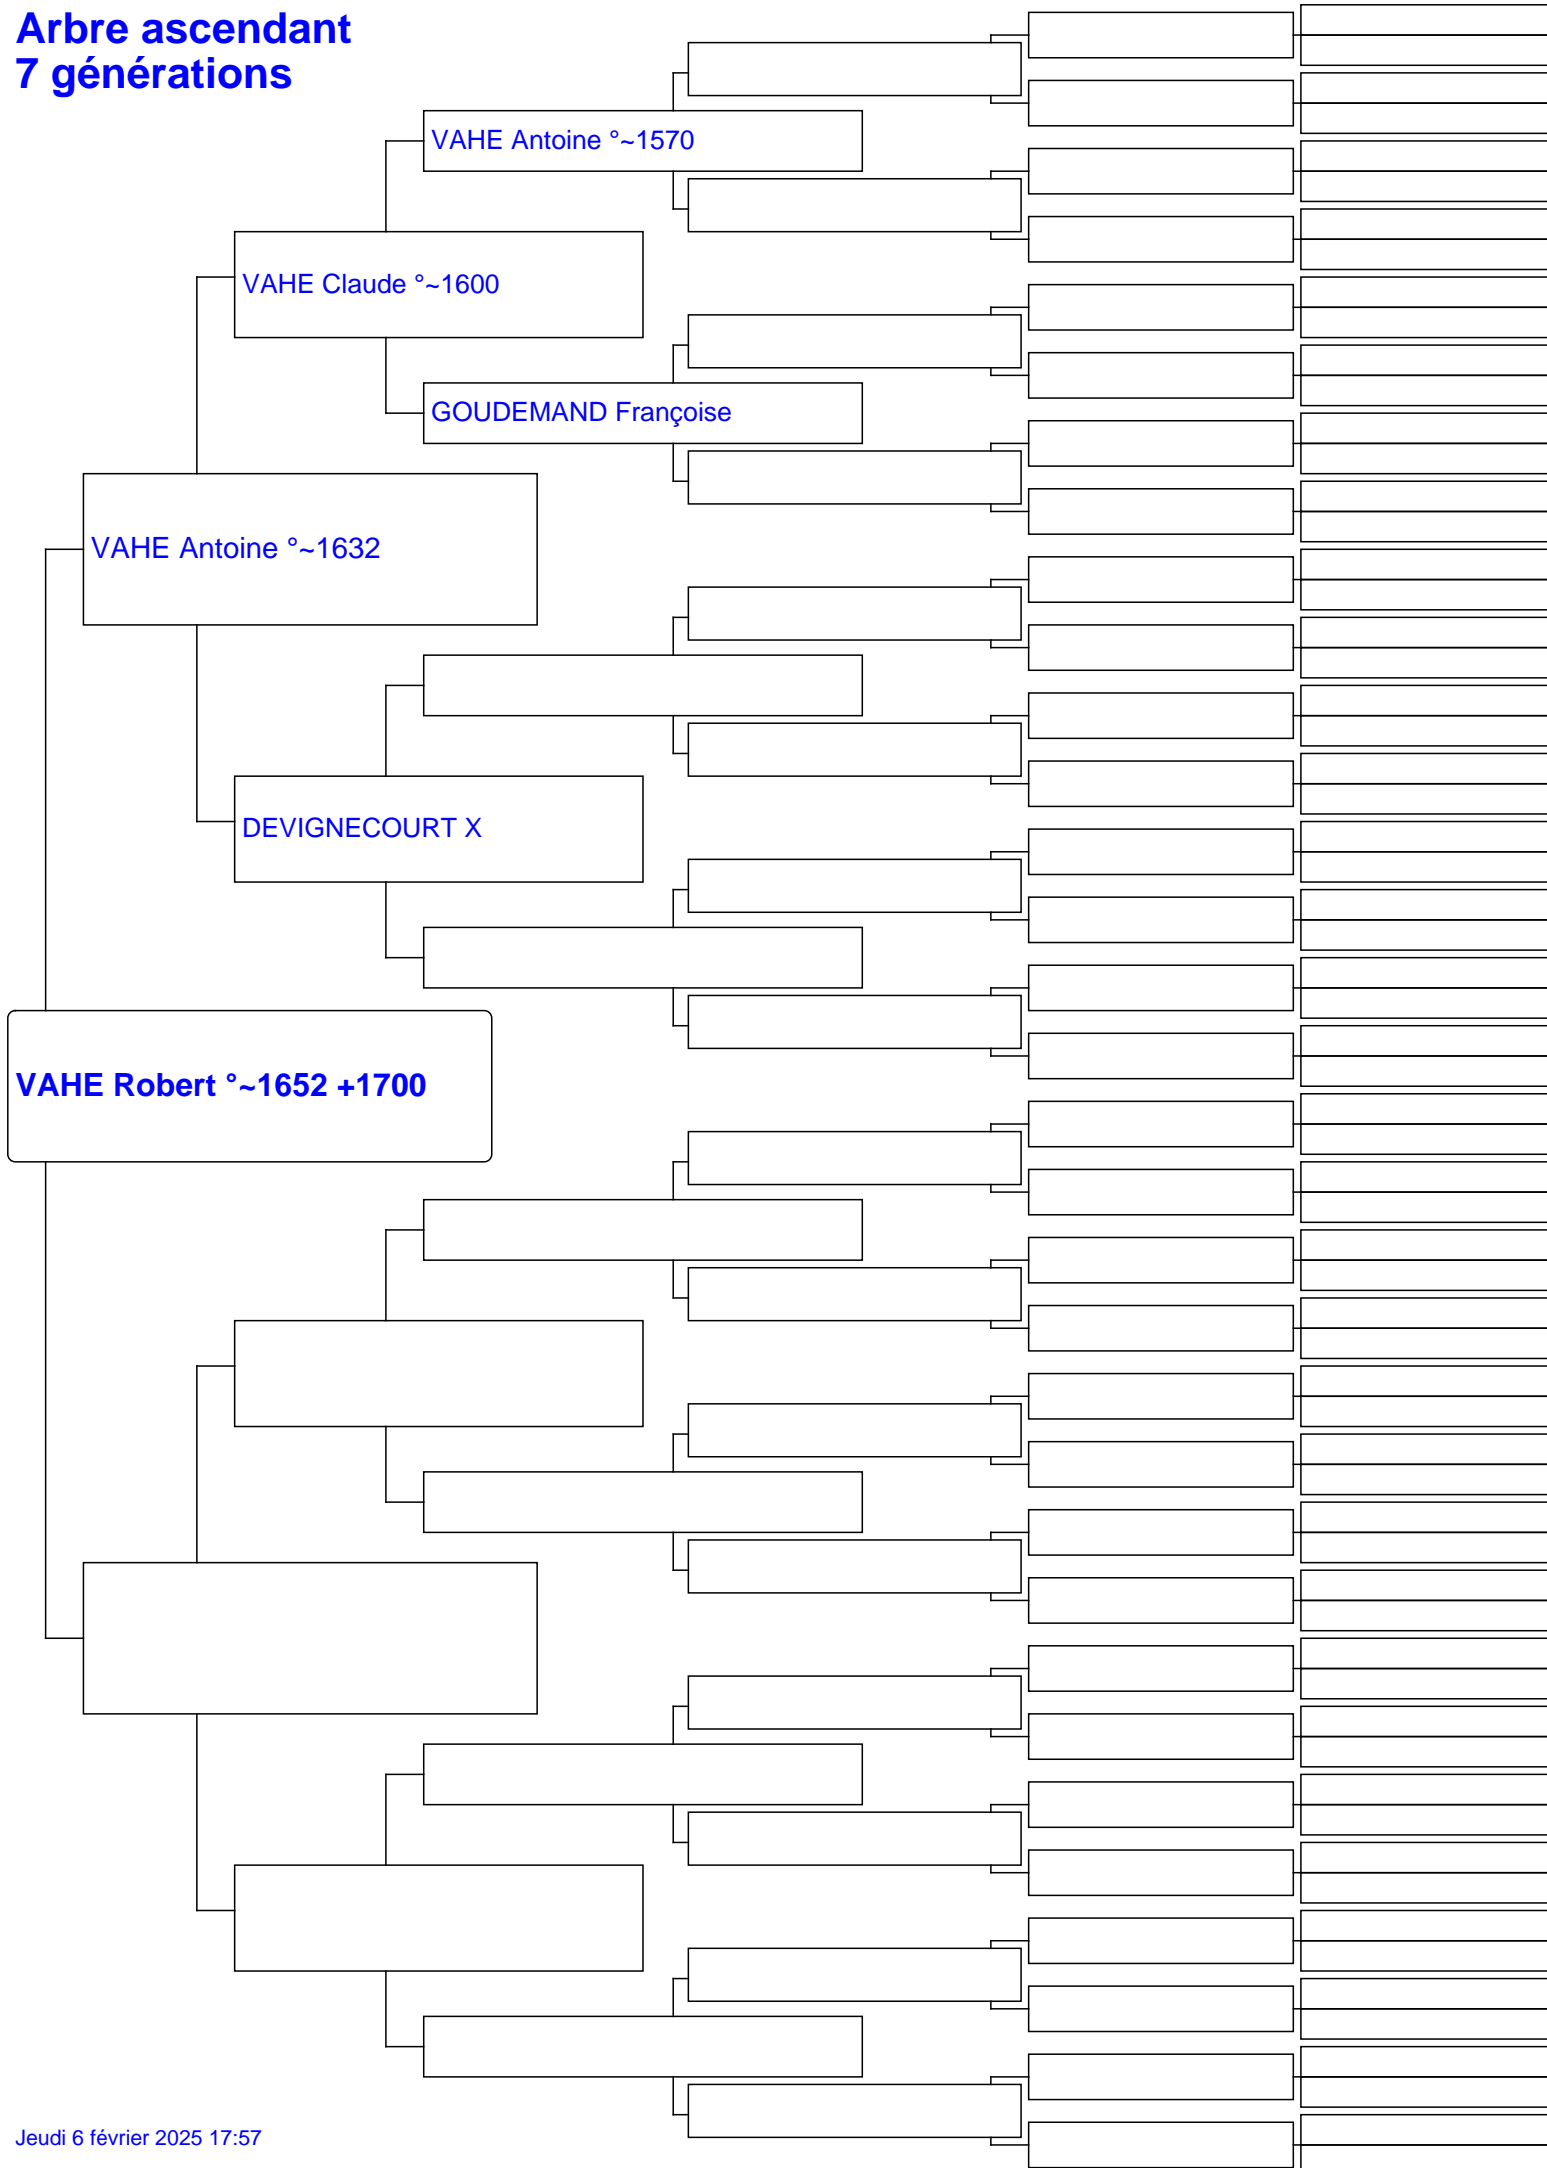 Arbre ascendant
7 générations
VAHE Antoine °~1570
VAHE Claude °~1600
GOUDEMAND Françoise
VAHE Antoine °~1632
DEVIGNECOURT X
VAHE Robert °~1652 +1700
Jeudi 6 février 2025 17:57